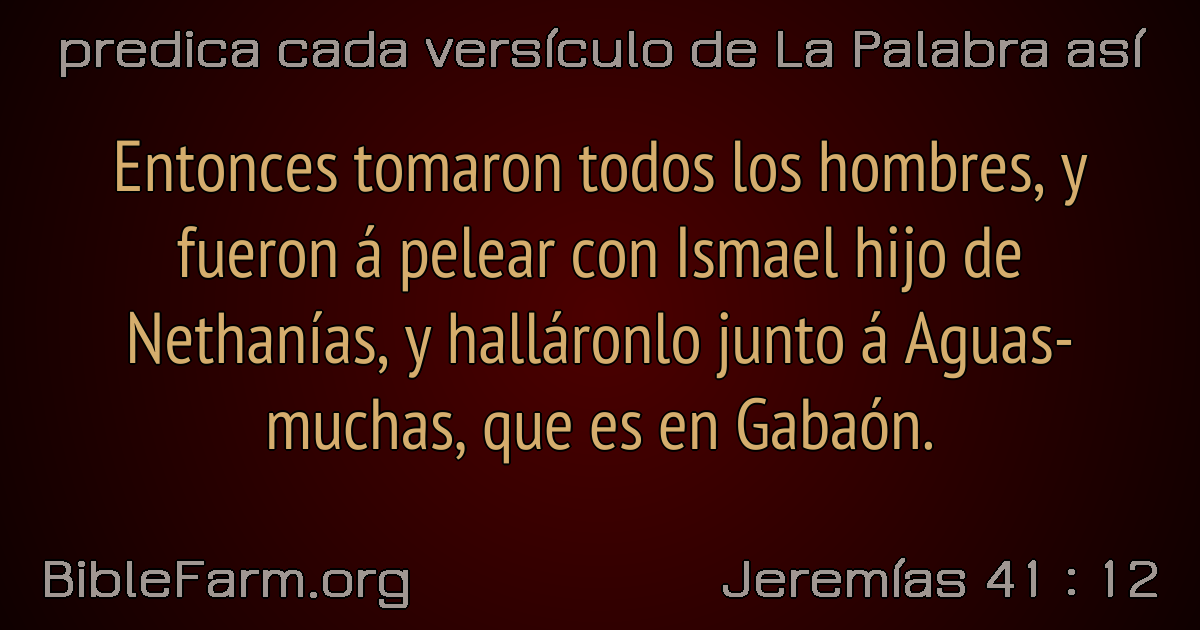 predica cada versículo de La Palabra así
Entonces tomaron todos los hombres, y
fueron á pelear con Ismael hijo de
Nethanías, y halláronlo junto á Aguas-
muchas, que es en Gabaón.
BibleFarm.org
Jeremías 41 : 12